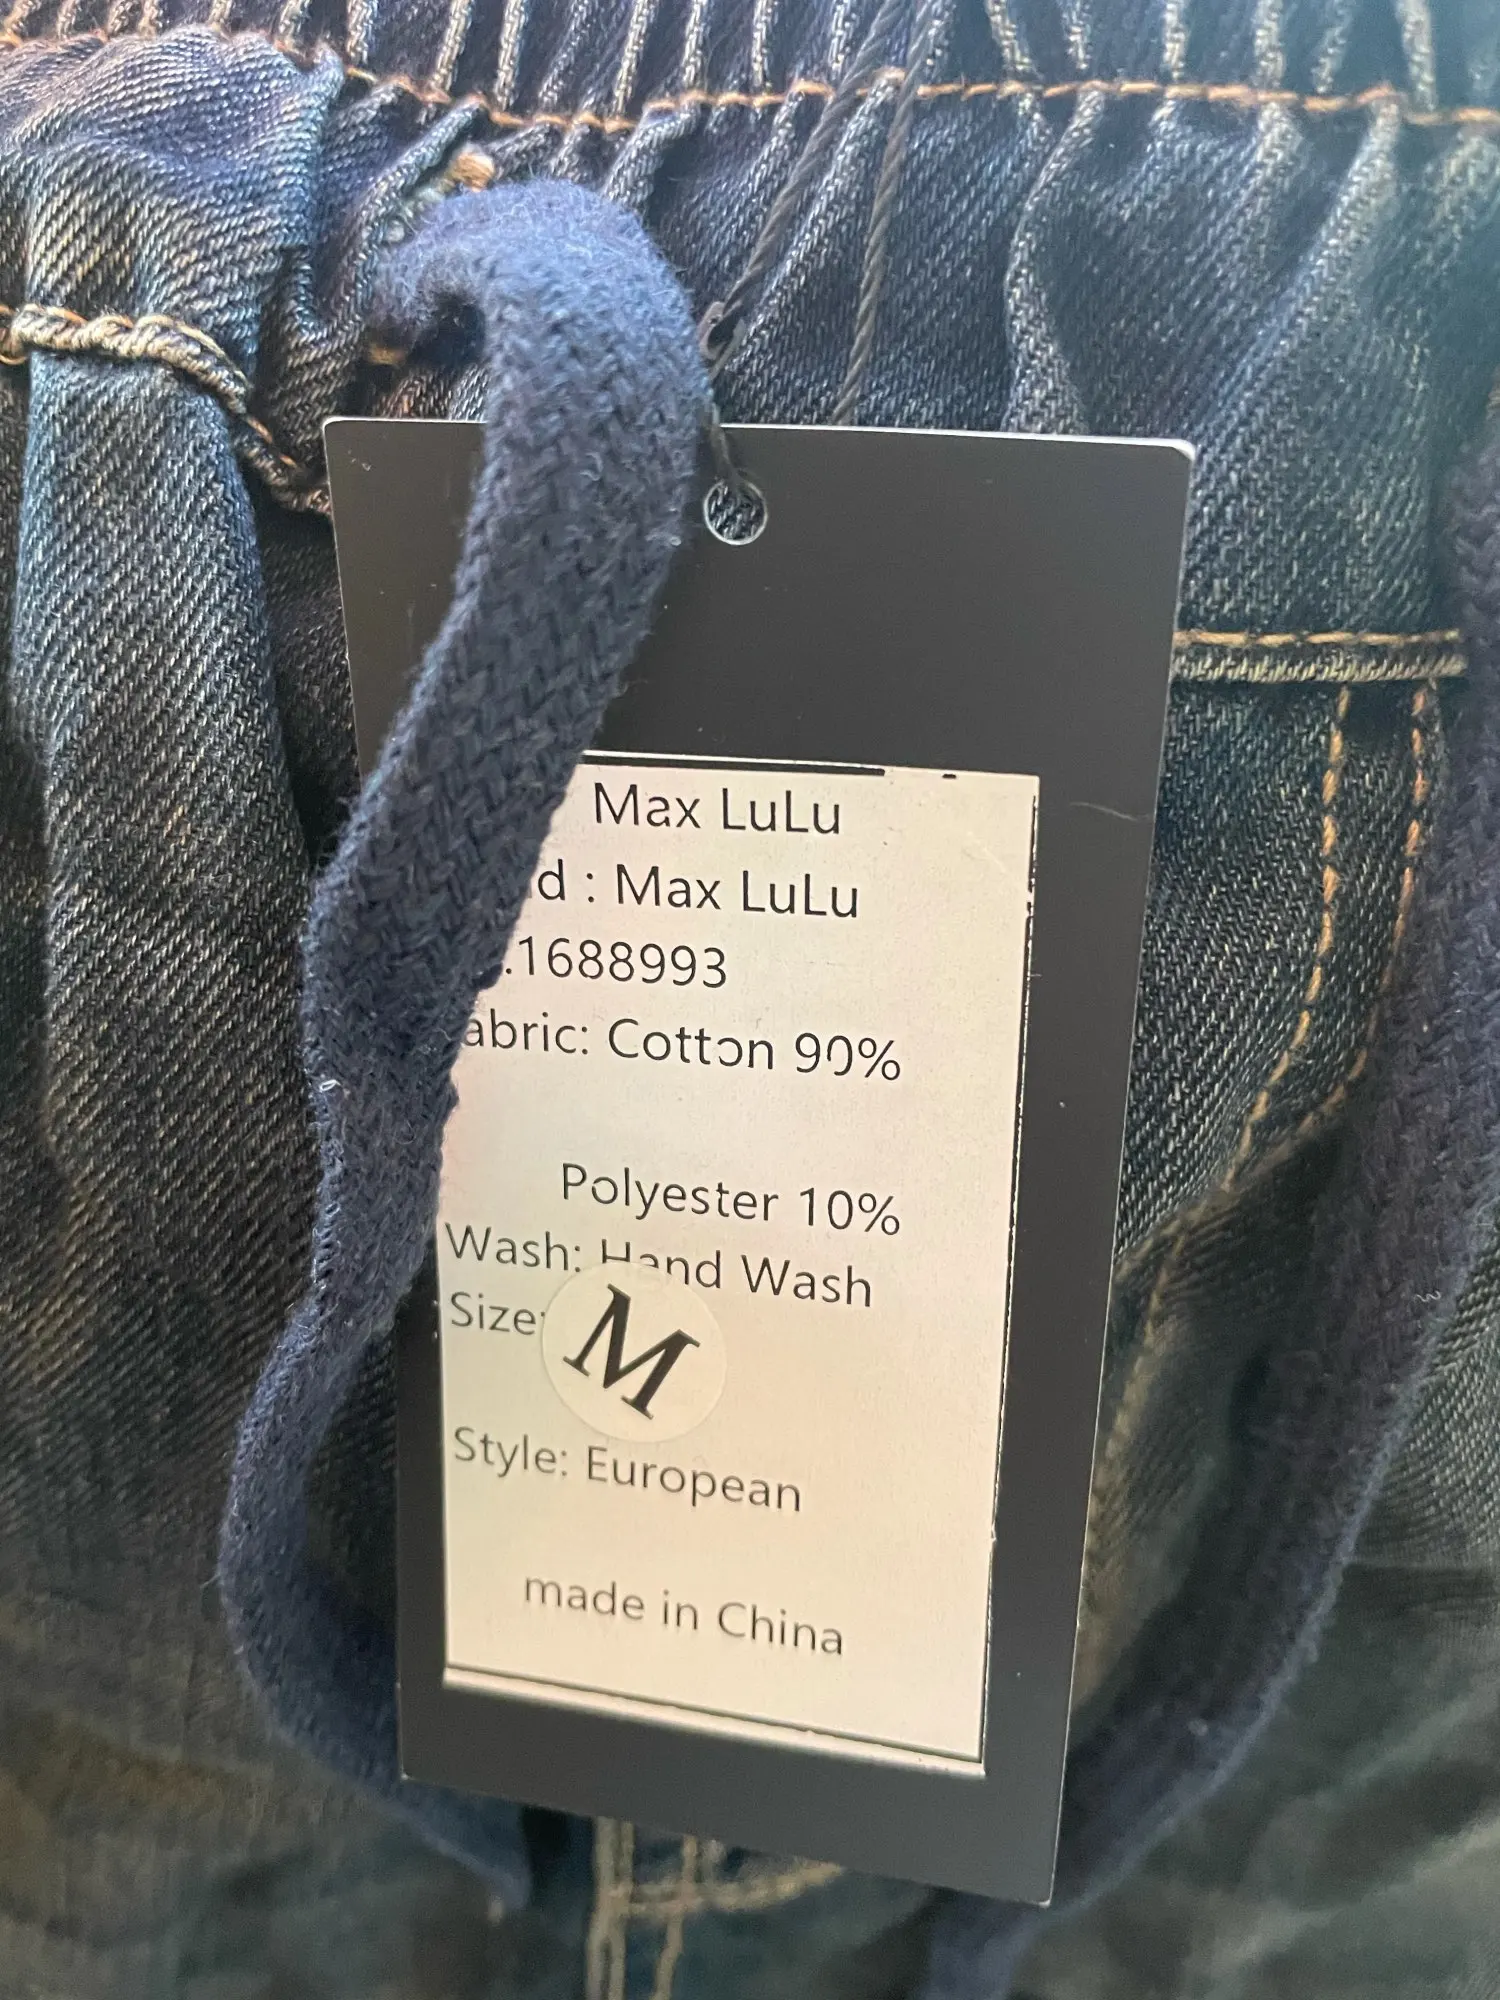 Max LuLu
d : Max LuLu
.1688993
abric: Cotton 90%
Polyester 10%
Wash: Hand Wash
Size:
M
Style: European
made in China